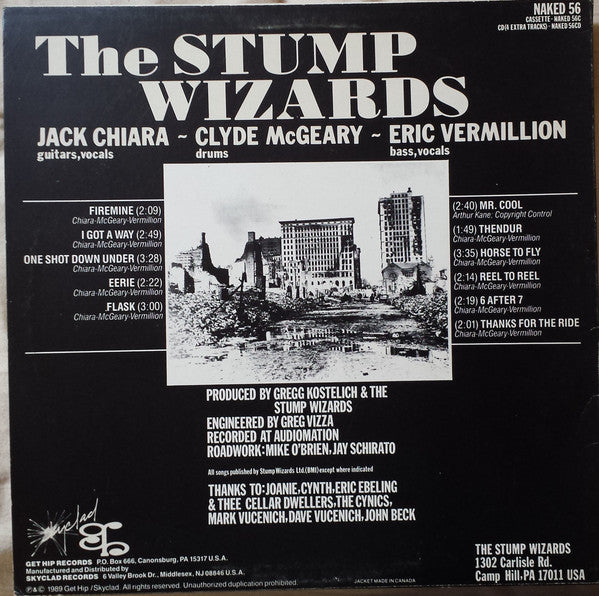 NAKED 56
CASSETTE · NAKED 56C
CD(4 EXTRA TRACKS) · NAKED 56CD
The STUMP
WIZARDS
JACK CHIARA ~ CLYDE McGEARY ~ ERIC VERMILLION
guitars,vocals drums bass,vocals
FIREMINE (2:09)
Chiara-McGeary-Vermillion
I GOT A WAY (2:49)
Chiara-McGeary-Vermillion
ONE SHOT DOWN UNDER (3:28)
Chiara-McGeary-Vermillion
EERIE (2:22)
Chiara-McGeary-Vermillion
.FLASK (3:00)
Chiara-McGeary-Vermillion
(2:40) MR. COOL
Arthur Kane; Copyright Control
(1:49) THENDUR
Chiara-McGeary-Vermillion
(3:35) HORSE TO FLY
Chiara-McGeary-Vermillion
(2:14) REEL TO REEL
Chiara-McGeary-Vermillion
(2:19) 6 AFTER 7
Chiara-McGeary-Vermillion
(2:01) THANKS FOR THE RIDE
Chiara-McGeary-Vermillion
PRODUCED BY GREGG KOSTELICH & THE
STUMP WIZARDS
ENGINEERED BY GREG VIZZA
RECORDED AT AUDIOMATION
ROADWORK: MIKE O'BRIEN, JAY SCHIRATO
All songs published by Stump Wizards Ltd.(BMI) except where indicated
THANKS TO: JOANIE, CYNTH, ERIC EBELING
& THEE CELLAR DWELLERS, THE CYNICS,
MARK VUCENICH, DAVE VUCENICH, JOHN BECK
skyclad
GET HIP RECORDS P.O. Box 666, Canonsburg, PA 15317 U.S.A.
Manufactured and Distributed by
SKYCLAD RECORDS 6 Valley Brook Dr., Middlesex, NJ 08846 U.S.A.
℗ & © 1989 Get Hip / Skyclad. All rights reserved. Unauthorized duplication prohibited.
JACKET MADE IN CANADA
THE STUMP WIZARDS
1302 Carlisle Rd.
Camp Hill, PA 17011 USA